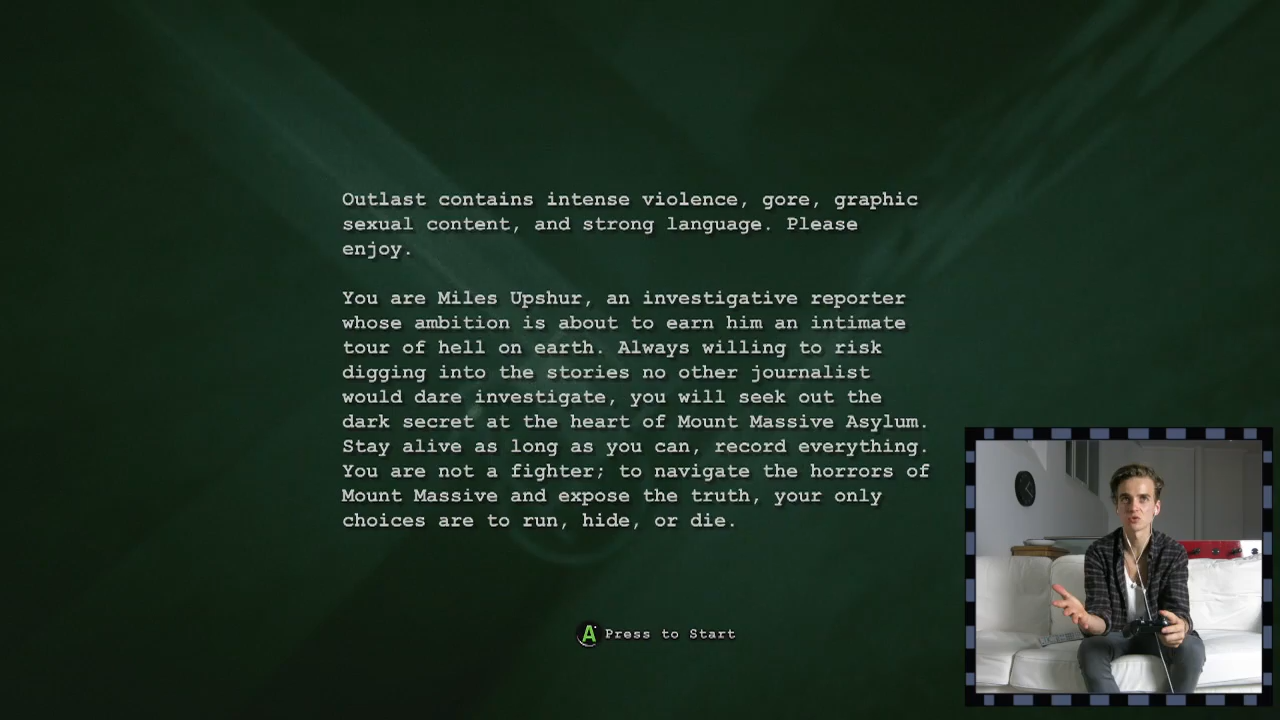 Outlast contains intense violence, gore, graphic
sexual content, and strong language. Please
enjoy.
You are Miles Upshur, an investigative reporter
whose ambition is about to earn him an intimate
tour of hell on earth. Always willing to risk
digging into the stories no other journalist
would dare investigate, you will seek out the
dark secret at the heart of Mount Massive Asylum.
Stay alive as long as you can, record everything.
You are not a fighter; to navigate the horrors of
Mount Massive and expose the truth, your only
choices are to run, hide, or die.
A Press to Start